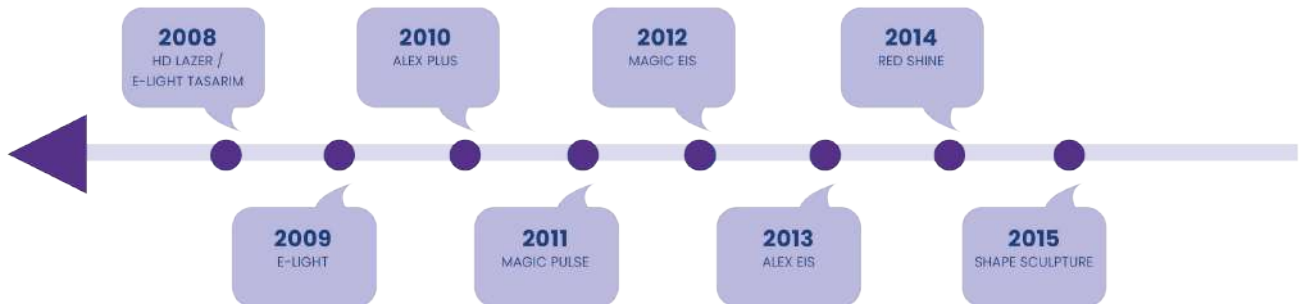 2008
HD LAZER /
E-LIGHT TASARIM
2010
ALEX PLUS
2012
MAGIC EIS
2014
RED SHINE
2009
E-LIGHT
2011
MAGIC PULSE
2013
ALEX EIS
2015
SHAPE SCULPTURE